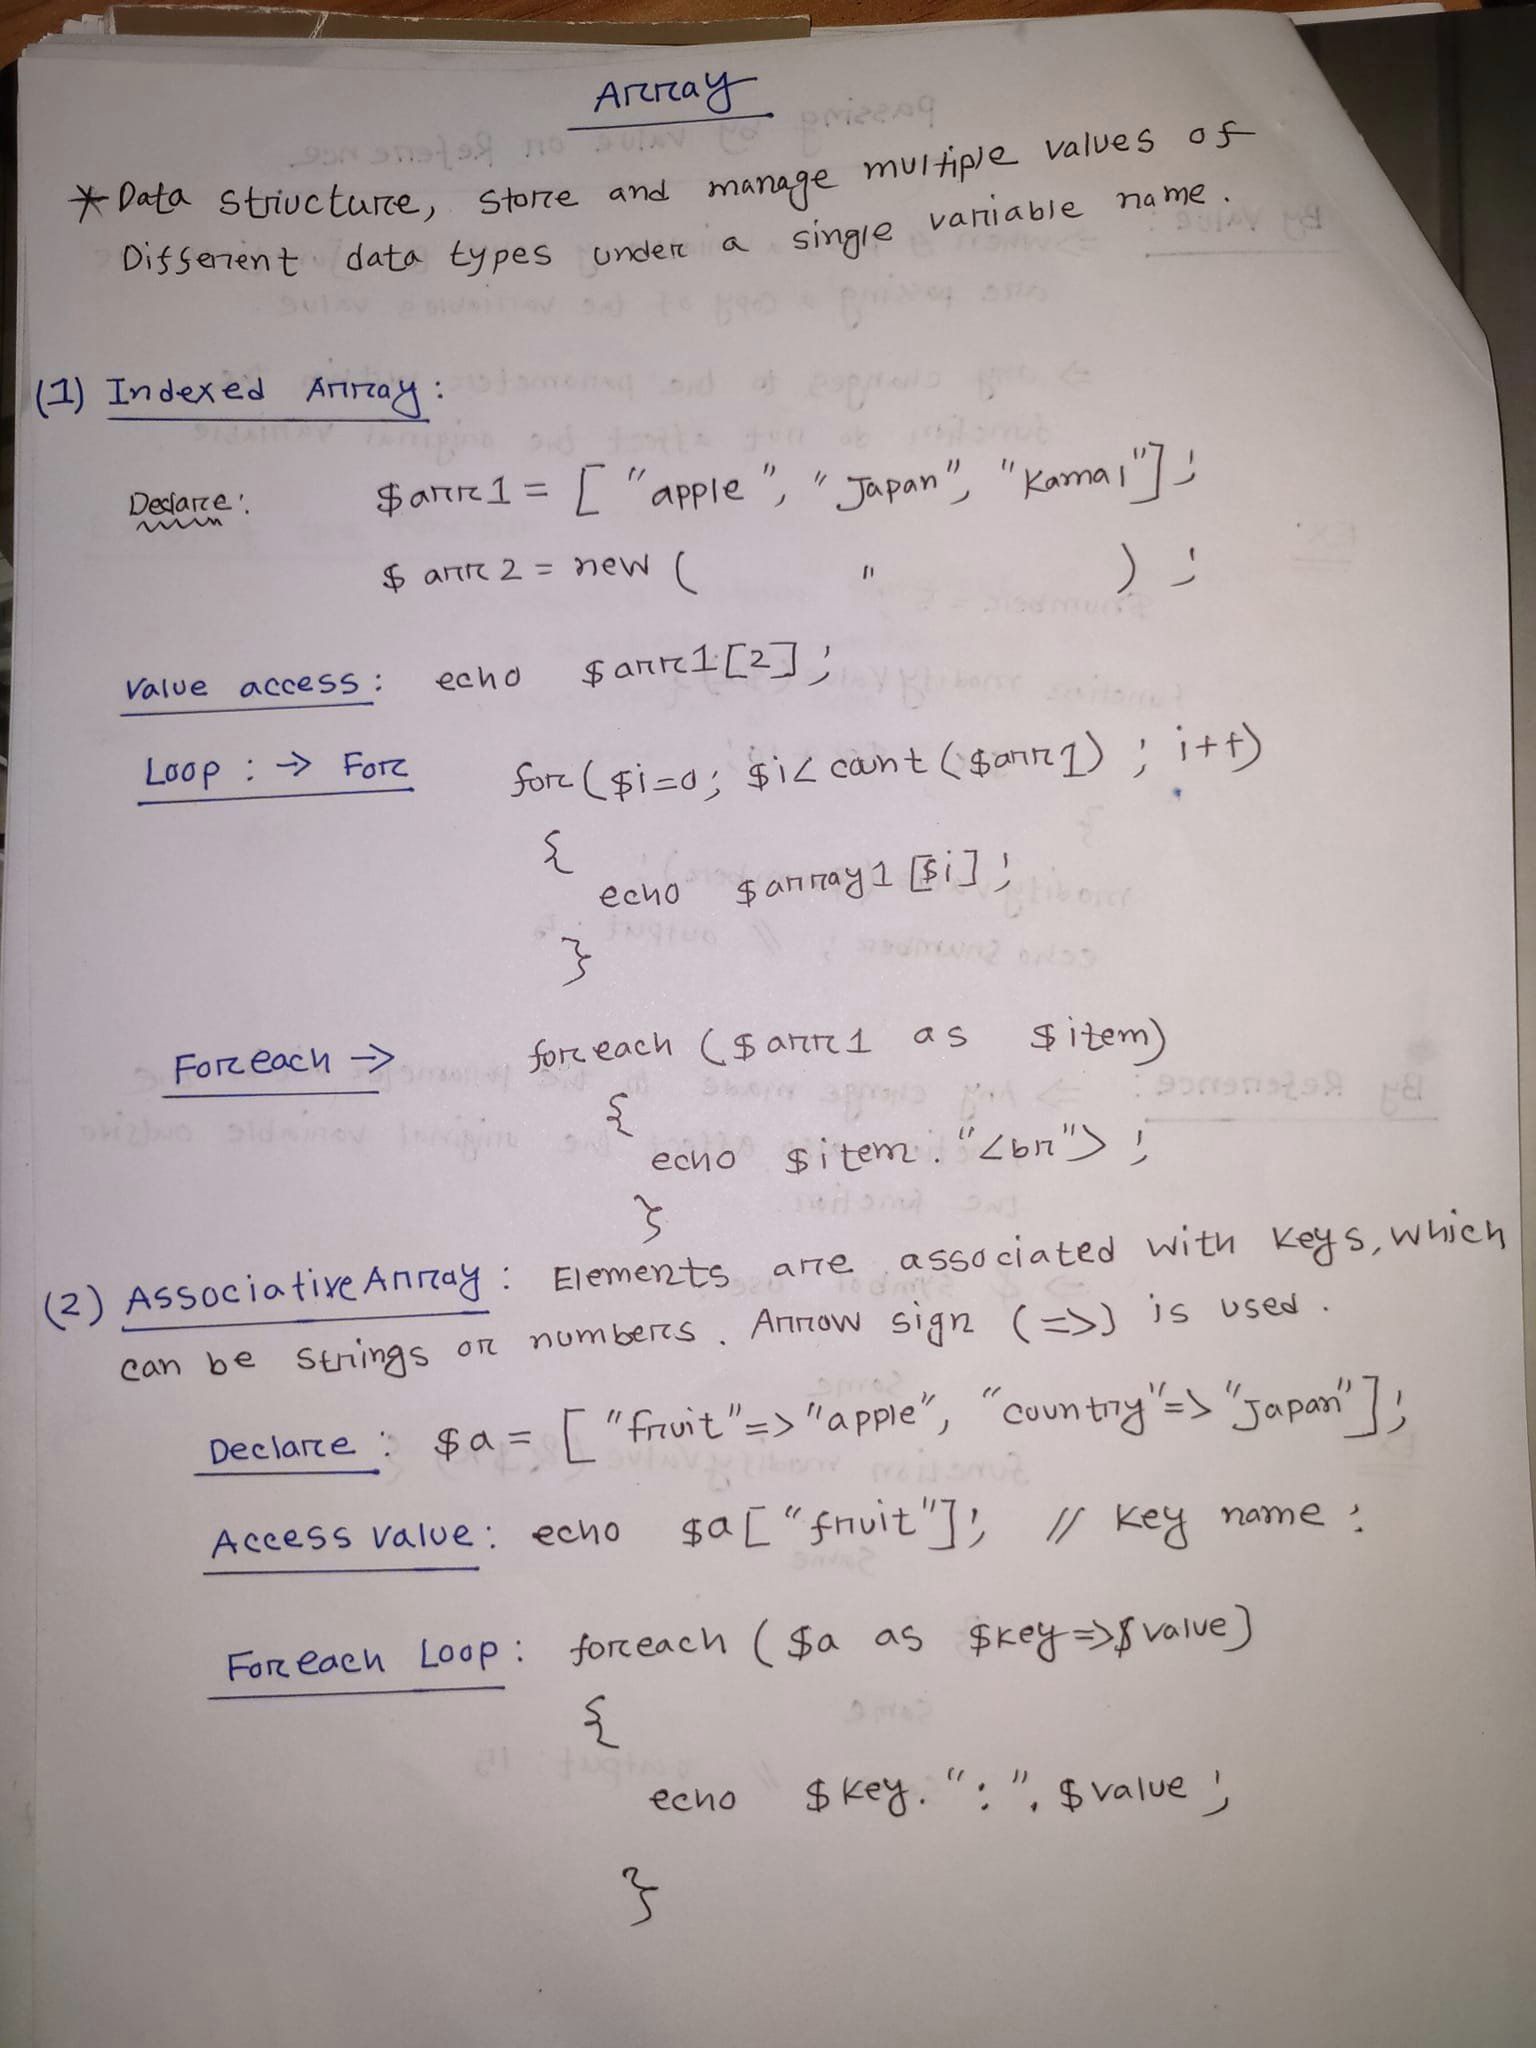 Array
* Data structure, store and manage multiple values of
Different data types under a single variable name.
(1) Indexed Array:
Declare: $arr1 = ["apple", "Japan", "Kamal"];
$arr2 = new ( " ) ;
Value access: echo $arr1[2];
Loop : → For for ($i=0; $i< count ($arr1) ; i++)
{
echo $array1 [$i];
}
Foreach → foreach ($arr1 as $item)
{
echo $item . "<br"> ;
}
(2) Associative Array : Elements are associated with keys, which
can be strings or numbers. Arrow sign (=>) is used.
Declare : $a = ["fruit"=>"apple", "country"=>"Japan"];
Access value : echo $a["fruit"]; // key name :
Foreach Loop : foreach ($a as $key=>$value)
{
echo $key.":".$value;
}